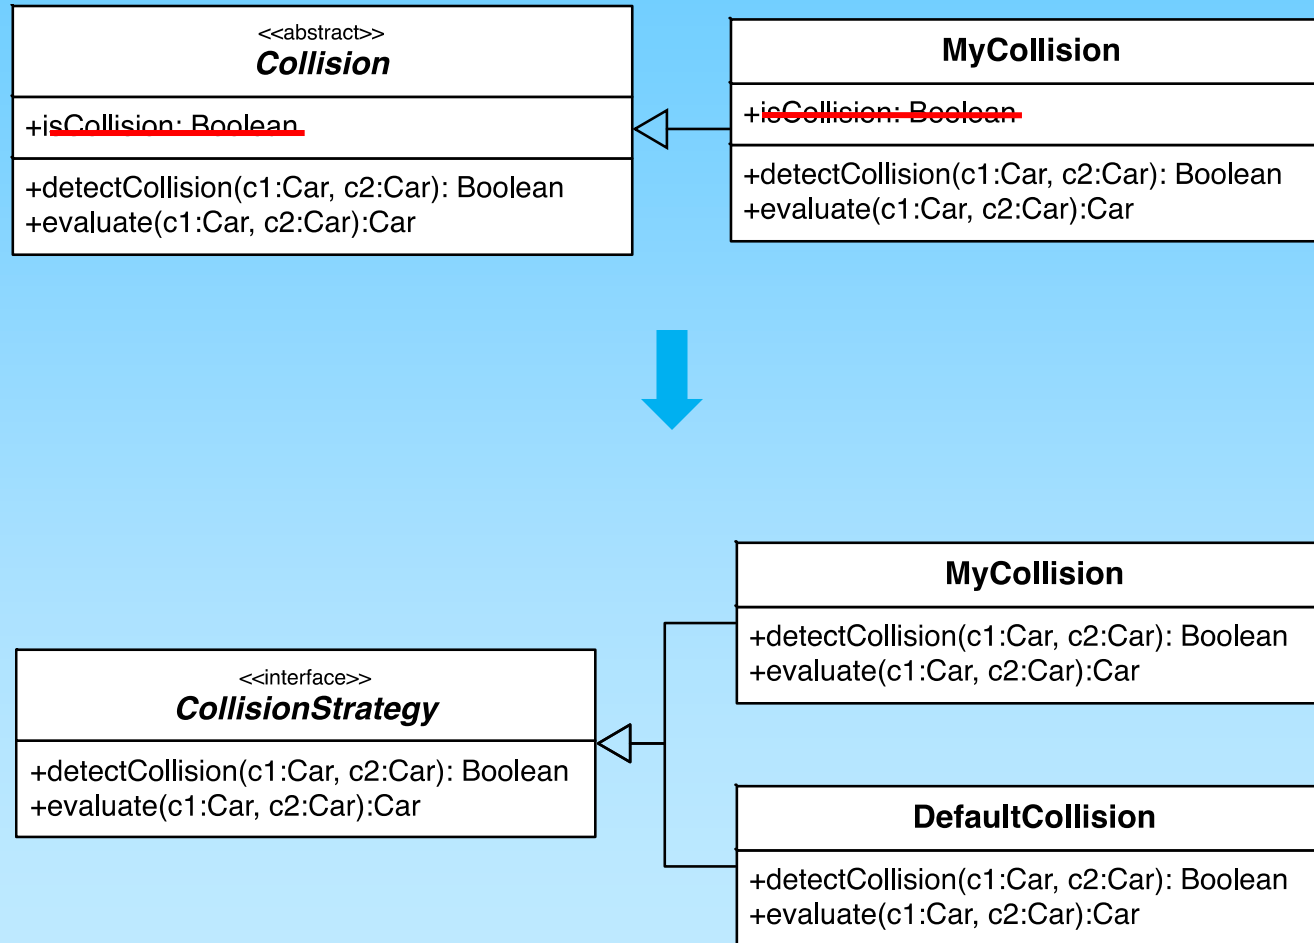 <<abstract>>
Collision
+isCollision: Boolean
+detectCollision(c1:Car, c2:Car): Boolean
+evaluate(c1:Car, c2:Car):Car
MyCollision
+isCollision: Boolean
+detectCollision(c1:Car, c2:Car): Boolean
+evaluate(c1:Car, c2:Car):Car
<<interface>>
CollisionStrategy
+detectCollision(c1:Car, c2:Car): Boolean
+evaluate(c1:Car, c2:Car):Car
MyCollision
+detectCollision(c1:Car, c2:Car): Boolean
+evaluate(c1:Car, c2:Car):Car
DefaultCollision
+detectCollision(c1:Car, c2:Car): Boolean
+evaluate(c1:Car, c2:Car):Car